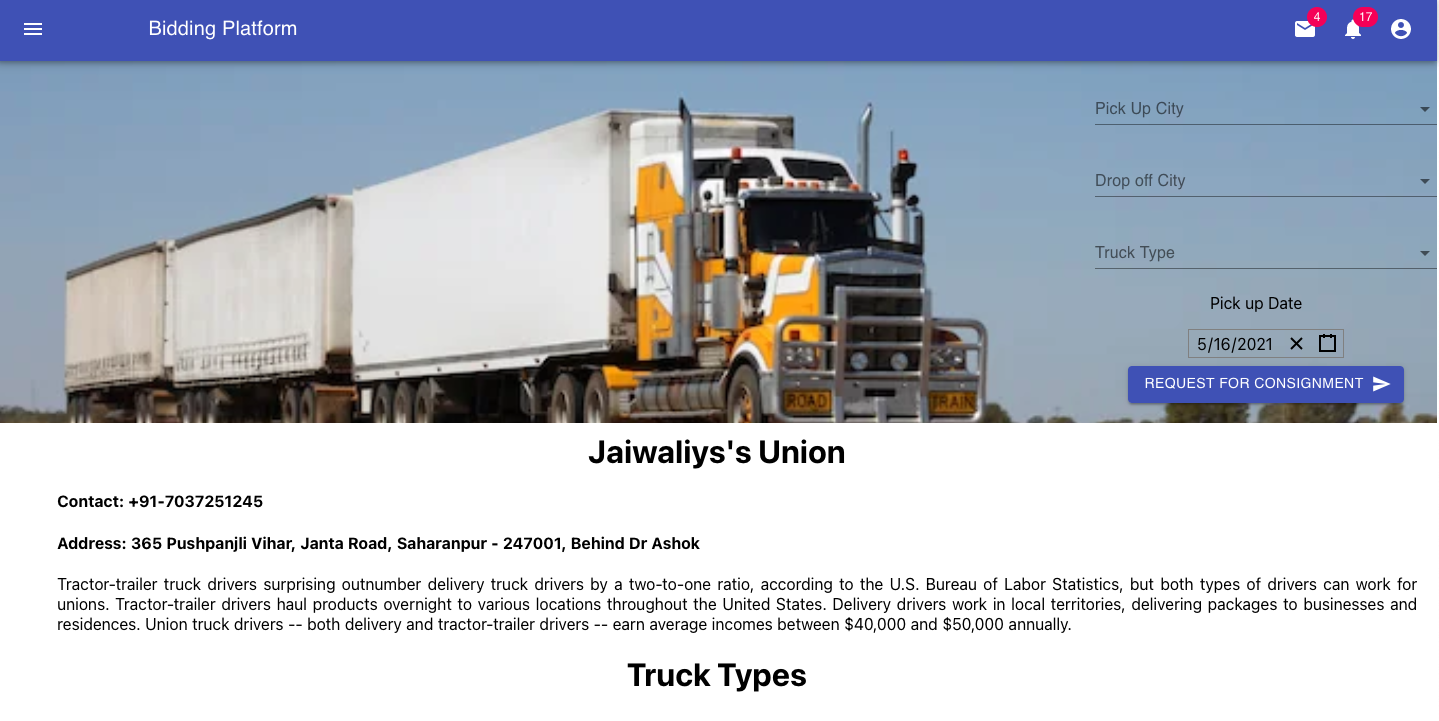 Bidding Platform
4
17
Pick Up City
Drop off City
Truck Type
Pick up Date
5/16/2021
REQUEST FOR CONSIGNMENT
ROAD
TRAIN
Jaiwaliys's Union
Contact: +91-7037251245
Address: 365 Pushpanjli Vihar, Janta Road, Saharanpur - 247001, Behind Dr Ashok
Tractor-trailer truck drivers surprising outnumber delivery truck drivers by a two-to-one ratio, according to the U.S. Bureau of Labor Statistics, but both types of drivers can work for
unions. Tractor-trailer drivers haul products overnight to various locations throughout the United States. Delivery drivers work in local territories, delivering packages to businesses and
residences. Union truck drivers -- both delivery and tractor-trailer drivers -- earn average incomes between $40,000 and $50,000 annually.
Truck Types